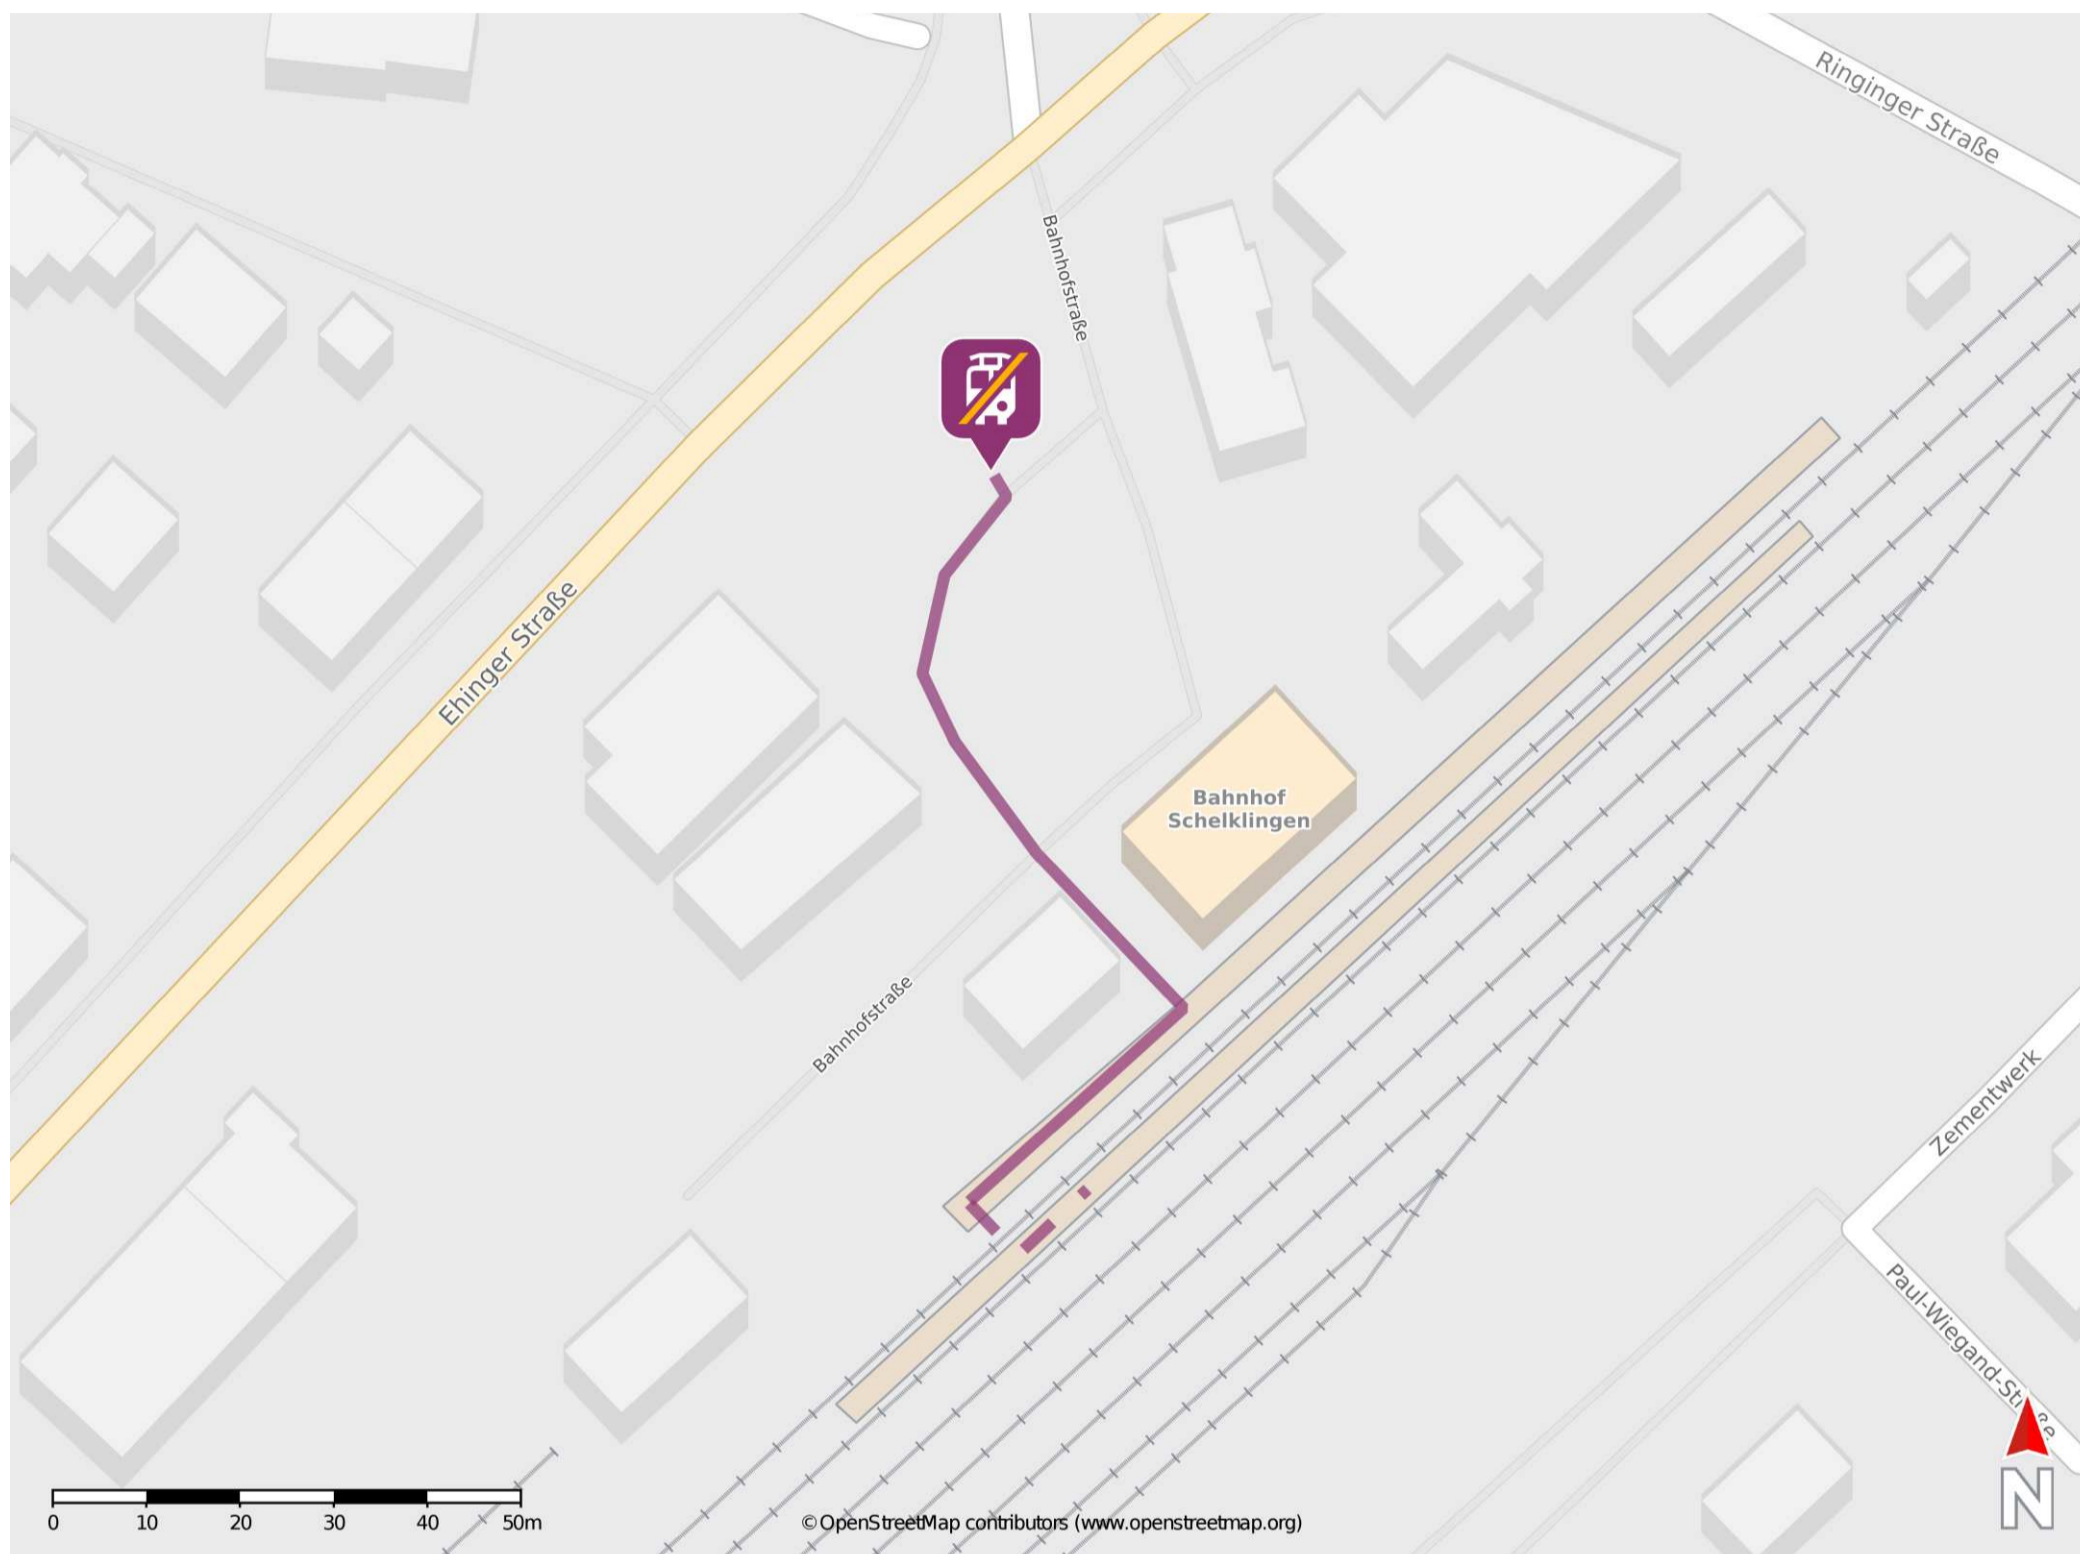 Ringinger Straße
Bahnhofstraße
Ehinger Straße
Bahnhof
Schelklingen
Bahnhofstraße
Zementwerk
Paul-Wiegand-Straße
0 10 20 30 40 50m
© OpenStreetMap contributors (www.openstreetmap.org)
N